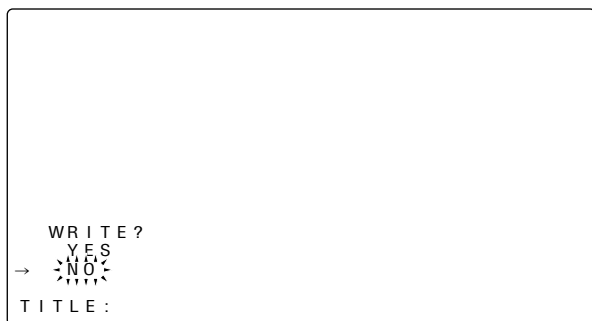 WRITE?
YES
→ NO
TITLE: